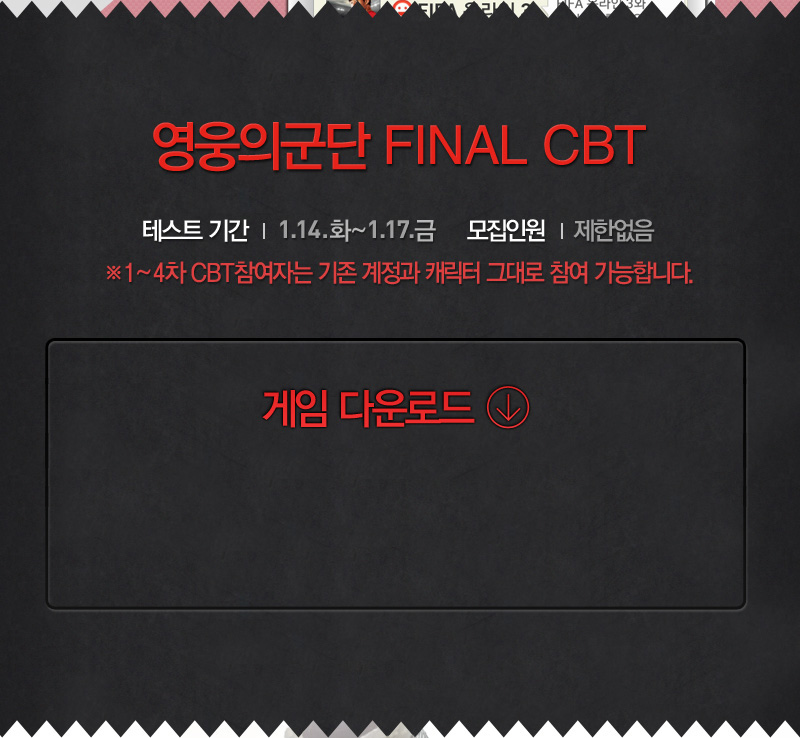 영웅의군단 FINAL CBT
테스트 기간 | 1.14.화~1.17.금 모집인원 | 제한없음
※1~4차 CBT참여자는 기존 계정과 캐릭터 그대로 참여 가능합니다.
게임 다운로드